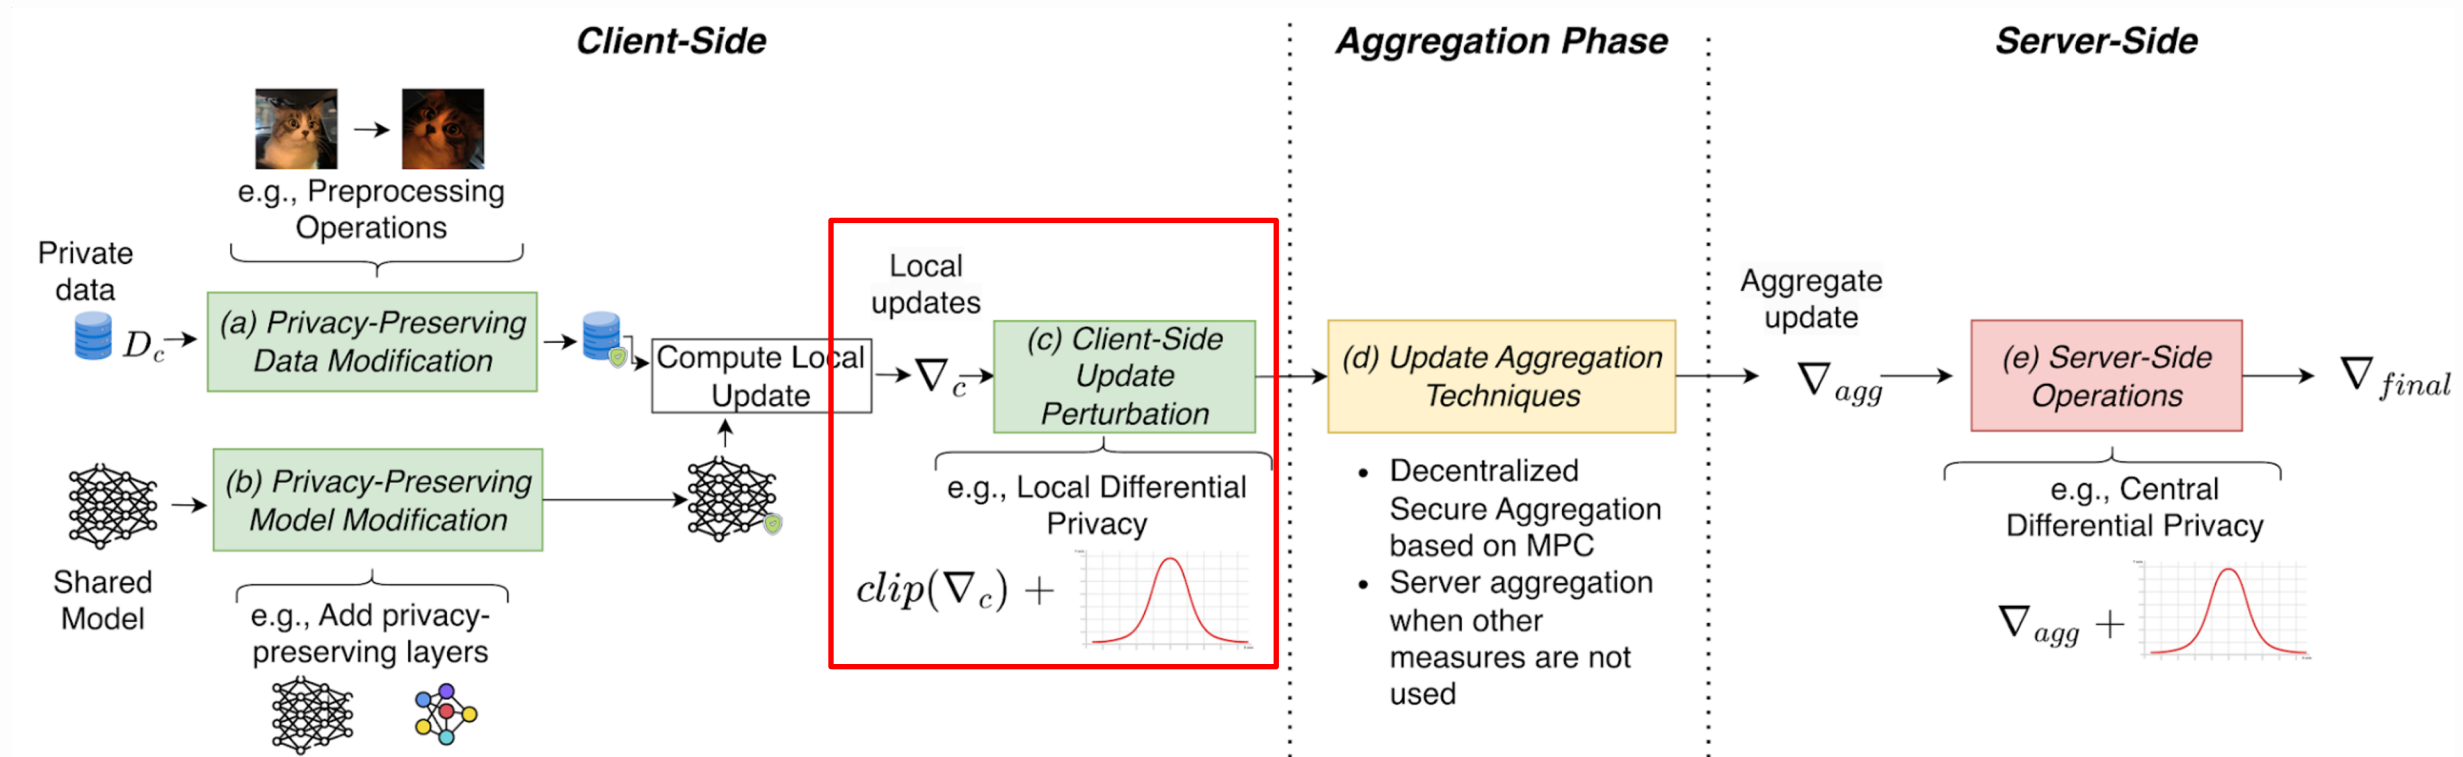 Client-Side
Aggregation Phase
Server-Side
e.g., Preprocessing
Operations
Private
data
D_c
(a) Privacy-Preserving
Data Modification
(b) Privacy-Preserving
Model Modification
Shared
Model
e.g., Add privacy-
preserving layers
Compute Local
Update
Local
updates
∇_c
(c) Client-Side
Update
Perturbation
e.g., Local Differential
Privacy
clip(∇_c) +
(d) Update Aggregation
Techniques
• Decentralized
Secure Aggregation
based on MPC
• Server aggregation
when other
measures are not
used
Aggregate
update
∇_agg
(e) Server-Side
Operations
∇_final
e.g., Central
Differential Privacy
∇_agg +